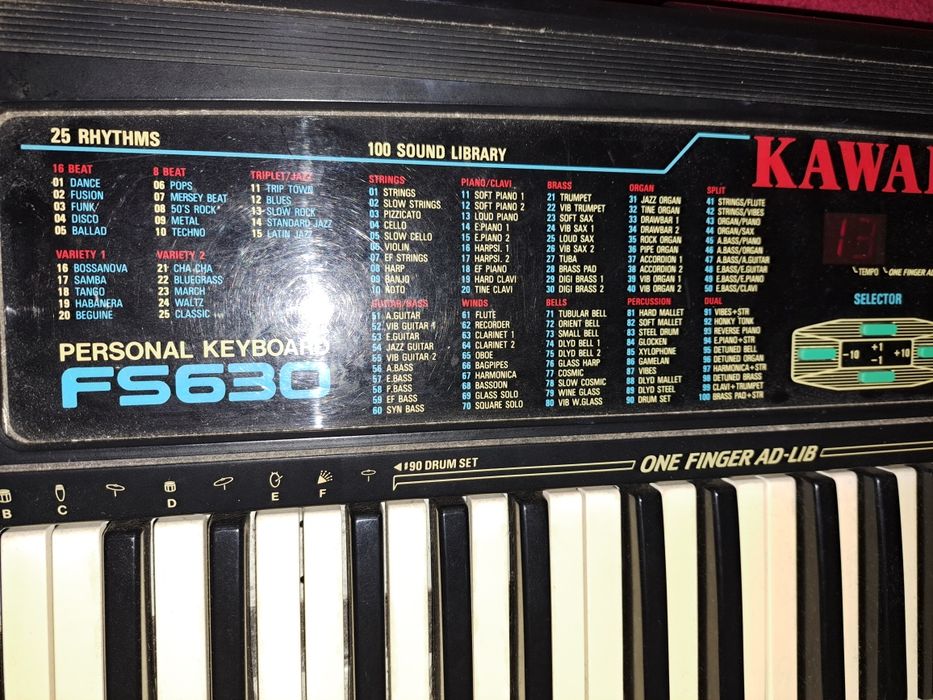 25 RHYTHMS
16 BEAT
01 DANCE
02 FUSION
03 FUNK
04 DISCO
05 BALLAD
8 BEAT
06 POPS
07 MERSEY BEAT
08 50'S ROCK
09 METAL
10 TECHNO
TRIPLET/JAZZ
11 TRIP TOWN
12 BLUES
13 SLOW ROCK
14 STANDARD JAZZ
15 LATIN JAZZ
VARIETY 1
16 BOSSANOVA
17 SAMBA
18 TANGO
19 HABANERA
20 BEGUINE
VARIETY 2
21 CHA-CHA
22 BLUEGRASS
23 MARCH
24 WALTZ
25 CLASSIC
PERSONAL KEYBOARD
FS630
100 SOUND LIBRARY
STRINGS
01 STRINGS
02 SLOW STRINGS
03 PIZZICATO
04 CELLO
05 SLOW CELLO
06 VIOLIN
07 EF STRINGS
08 HARP
09 BANJO
10 KOTO
PIANO/CLAVI
11 SOFT PIANO 1
12 SOFT PIANO 2
13 LOUD PIANO
14 E.PIANO 1
15 E.PIANO 2
16 HARPSI. 1
17 HARPSI. 2
18 EF PIANO
19 HARD CLAVI
20 TINE CLAVI
BRASS
21 TRUMPET
22 VIB TRUMPET
23 SOFT SAX
24 VIB SAX 1
25 LOUD SAX
26 VIB SAX 2
27 TUBA
28 BRASS PAD
29 DIGI BRASS 1
30 DIGI BRASS 2
ORGAN
31 JAZZ ORGAN
32 TINE ORGAN
33 DRAWBAR 1
34 DRAWBAR 2
35 ROCK ORGAN
36 PIPE ORGAN
37 ACCORDION 1
38 ACCORDION 2
39 VIB ORGAN 1
40 VIB ORGAN 2
SPLIT
41 STRINGS/FLUTE
42 STRINGS/VIBES
43 ORGAN/PIANO
44 ORGAN/SAX
45 A.BASS/PIANO
46 A.BASS/ORGAN
47 A.BASS/A.GUITAR
48 E.BASS/E.GUITAR
49 E.BASS/E.PIANO
50 E.BASS/CLAVI
GUITAR/BASS
51 A.GUITAR
52 VIB GUITAR 1
53 E.GUITAR
54 JAZZ GUITAR
55 VIB GUITAR 2
56 A.BASS
57 E.BASS
58 F.BASS
59 EF BASS
60 SYN BASS
WINDS
61 FLUTE
62 RECORDER
63 CLARINET 1
64 CLARINET 2
65 OBOE
66 BAGPIPES
67 HARMONICA
68 BASSOON
69 GLASS SOLO
70 SQUARE SOLO
BELLS
71 TUBULAR BELL
72 ORIENT BELL
73 SMALL BELL
74 DLYD BELL 1
75 DLYD BELL 2
76 GLASS HARP
77 COSMIC
78 SLOW COSMIC
79 WINE GLASS
80 VIB W.GLASS
PERCUSSION
81 HARD MALLET
82 SOFT MALLET
83 STEEL DRUM
84 GLOCKEN
85 XYLOPHONE
86 GAMELAN
87 VIBES
88 DLYD MALLET
89 DLYD STEEL
90 DRUM SET
DUAL
91 VIBES+STR
92 HONKY TONK
93 REVERSE PIANO
94 E.PIANO+STR
95 DETUNED BELL
96 DETUNED ORGAN
97 HARMONICA+STR
98 DETUNED BRASS
99 CLAVI+TRUMPET
100 BRASS PAD+STR
KAWAI
13
TEMPO
ONE FINGER AD
SELECTOR
-10
+1
-1
+10
90 DRUM SET
ONE FINGER AD-LIB
B
C
D
E
F